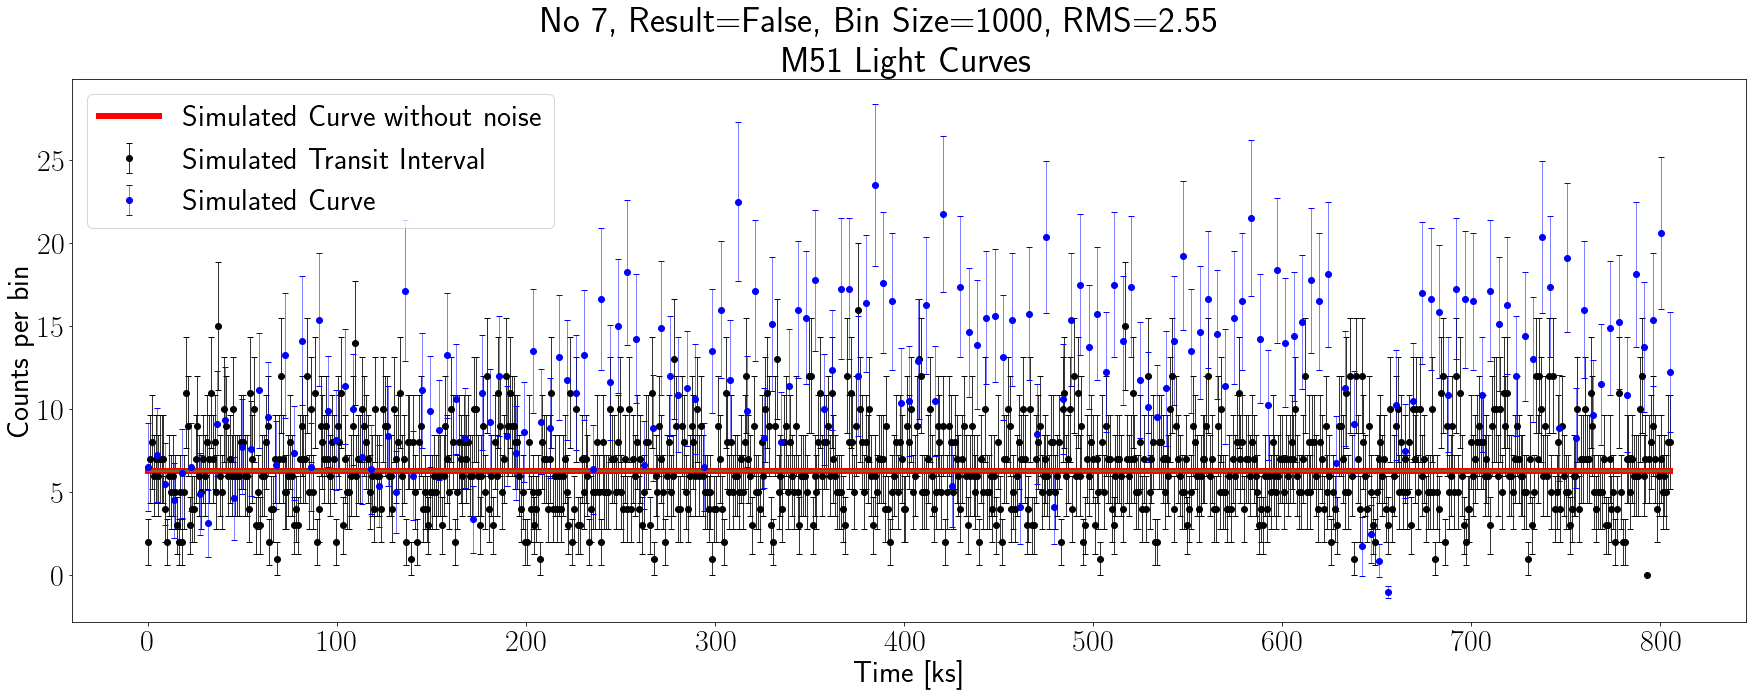 No 7, Result=False, Bin Size=1000, RMS=2.55
M51 Light Curves
Simulated Curve without noise
Simulated Transit Interval
Simulated Curve
Counts per bin
25
20
15
10
5
0
0 100 200 300 400 500 600 700 800
Time [ks]